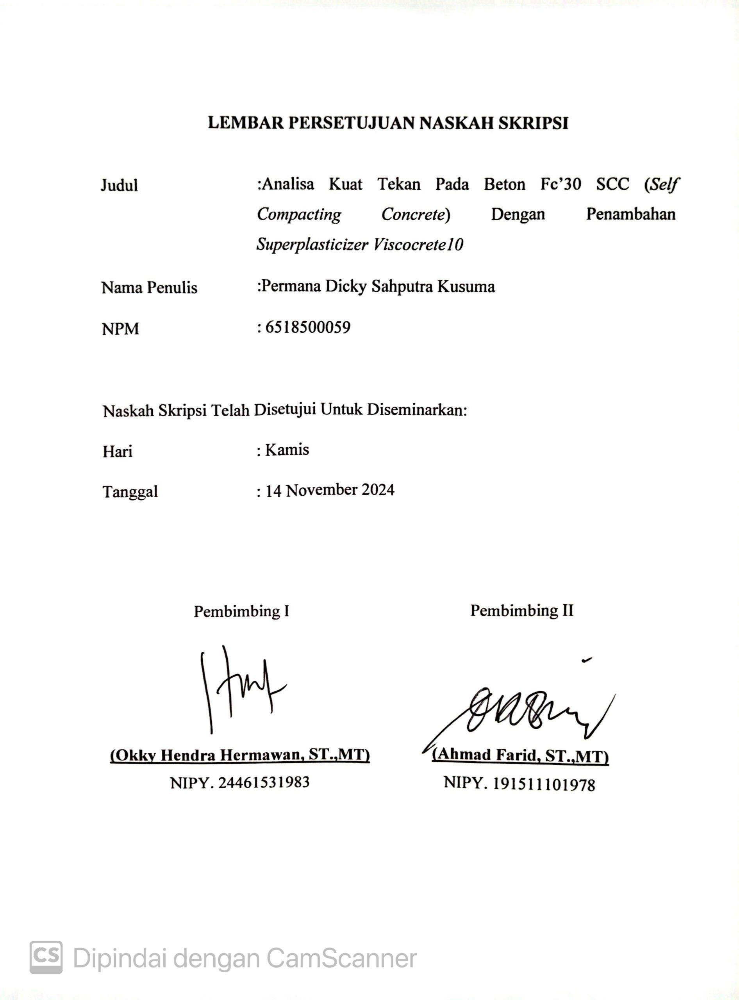 LEMBAR PERSETUJUAN NASKAH SKRIPSI
Judul :Analisa Kuat Tekan Pada Beton Fc’30 SCC (Self
Compacting Concrete) Dengan Penambahan
Superplasticizer Viscocrete10
Nama Penulis :Permana Dicky Sahputra Kusuma
NPM : 6518500059
Naskah Skripsi Telah Disetujui Untuk Diseminarkan:
Hari : Kamis
Tanggal : 14 November 2024
Pembimbing I Pembimbing II
(Okky Hendra Hermawan, ST.,MT) (Ahmad Farid, ST.,MT)
NIPY. 24461531983 NIPY. 191511101978
CS Dipindai dengan CamScanner